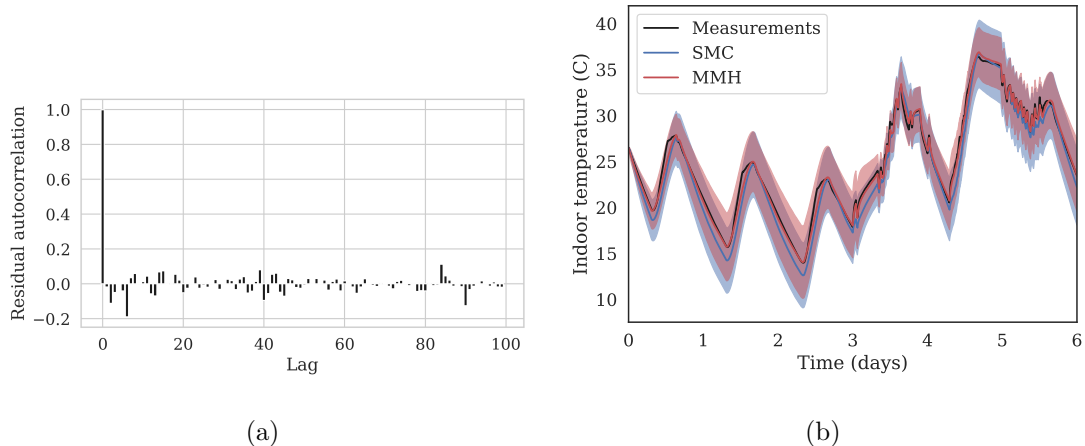 Residual autocorrelation
1.0
0.8
0.6
0.4
0.2
0.0
−0.2
0 20 40 60 80 100
Lag
(a)
Indoor temperature (C)
40
35
30
25
20
15
10
Measurements
SMC
MMH
0 1 2 3 4 5 6
Time (days)
(b)